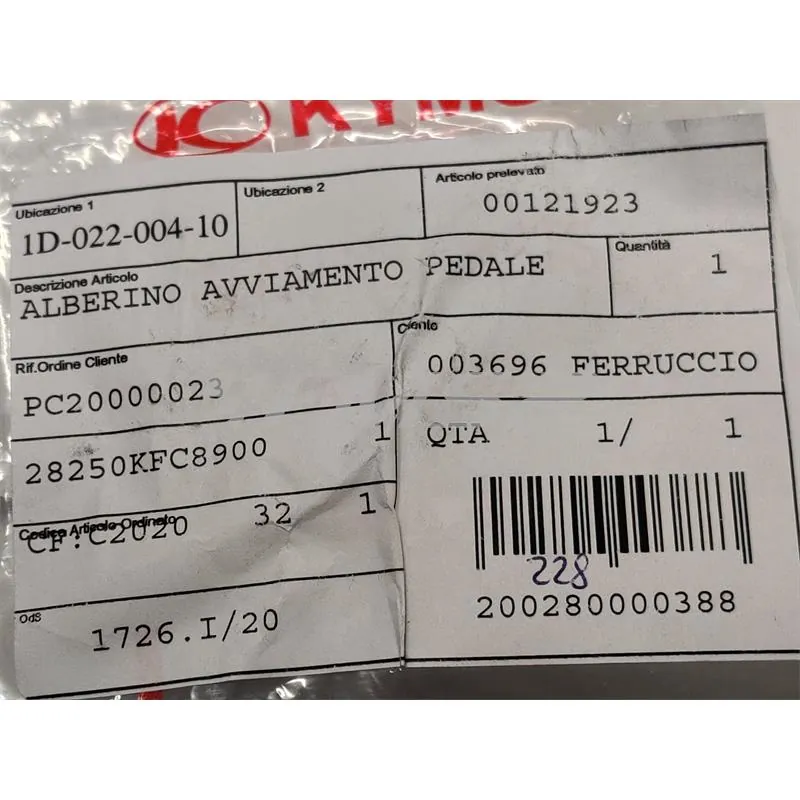 KYMC
Ubicazione 1
1D-022-004-10
Ubicazione 2
Articolo prelevato
00121923
Descrizione Articolo
ALBERINO AVVIAMENTO PEDALE
Quantità
1
Rif.Ordine Cliente
PC20000023
Cliente
003696 FERRUCCIO
28250KFC8900 1
QTA 1/ 1
Codice Articolo Ordinato
CF:C2020 32 1
228
200280000388
OdS
1726.I/20